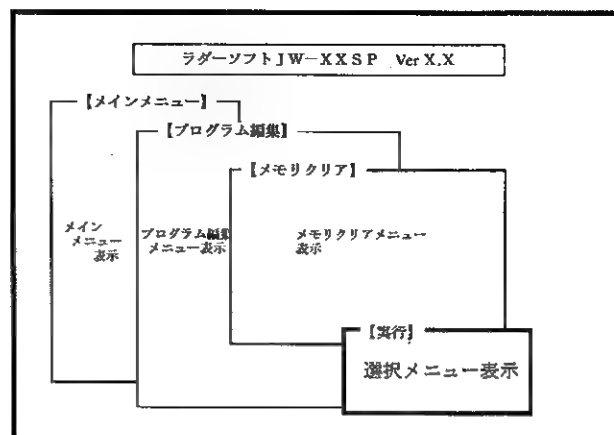 ラダーソフトJW-XXSP Ver X.X
【メインメニュー】
【プログラム編集】
【メモリクリア】
メイン
メニュー
表示
プログラム編集
メニュー表示
メモリクリアメニュー
表示
【実行】
選択メニュー表示